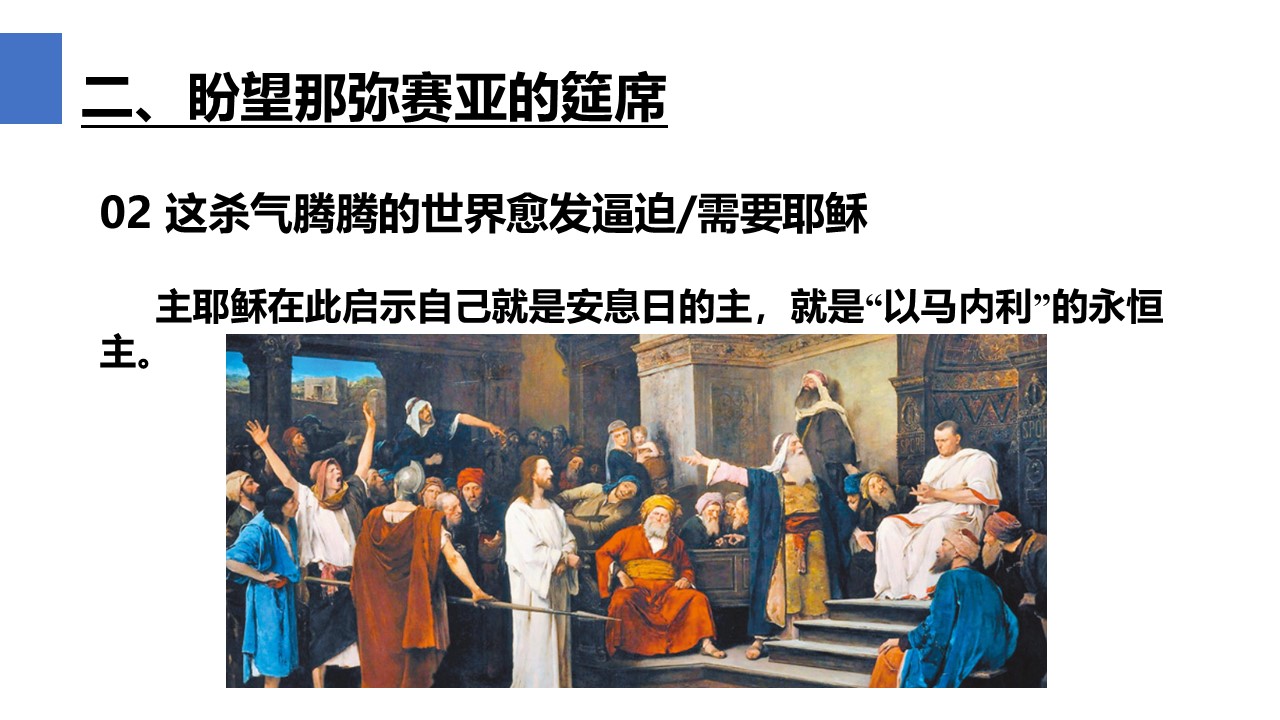 二、盼望那弥赛亚的筵席
02 这杀气腾腾的世界愈发逼迫/需要耶稣
主耶稣在此启示自己就是安息日的主，就是“以马内利”的永恒
主。